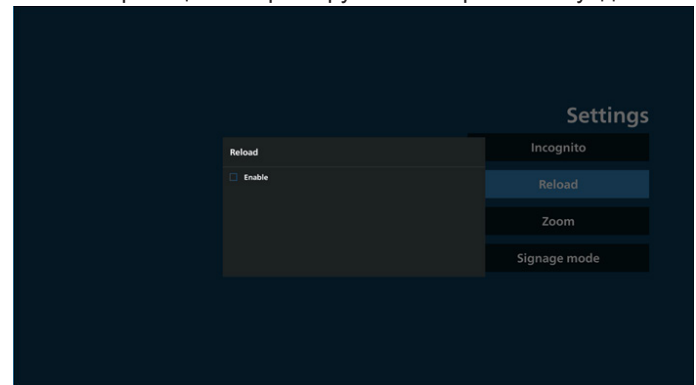 Settings
Incognito
Reload
Enable
Reload
Zoom
Signage mode